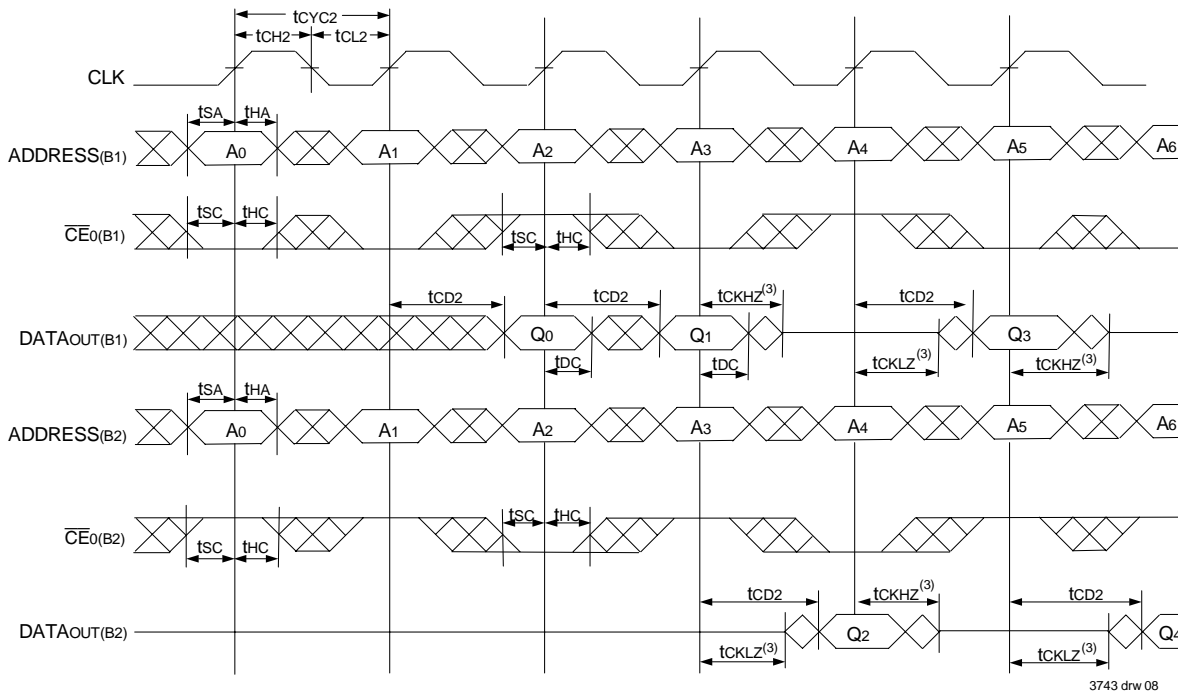 tCYC2
tCH2 tCL2
CLK
tSA tHA
ADDRESS(B1) A0 A1 A2 A3 A4 A5 A6
tSC tHC
CE0(B1) tSC tHC
tCD2 tCD2 tCKHZ(3) tCD2
DATAOUT(B1) Q0 Q1 Q3
tDC tDC tCKLZ(3) tCKHZ(3)
tSA tHA
ADDRESS(B2) A0 A1 A2 A3 A4 A5 A6
tSC tHC
CE0(B2)
tSC tHC
tCD2 tCKHZ(3) tCD2
DATAOUT(B2) Q2 Q4
tCKLZ(3) tCKLZ(3)
3743 drw 08